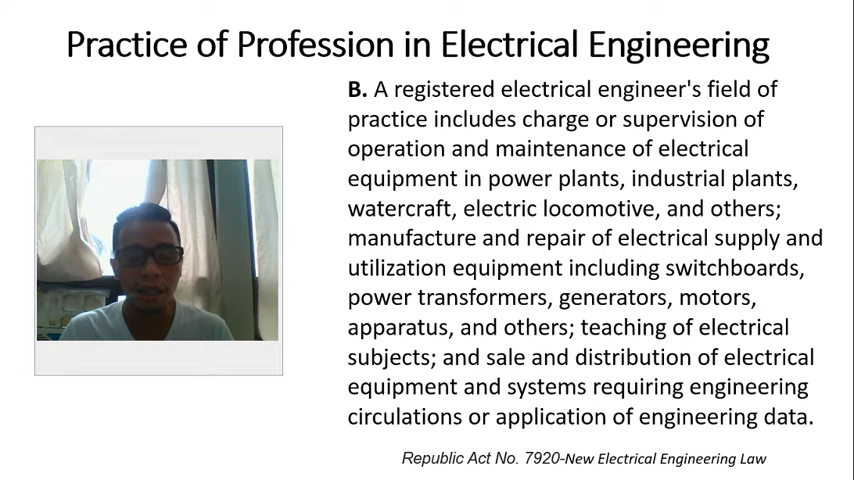 Practice of Profession in Electrical Engineering
B. A registered electrical engineer's field of
practice includes charge or supervision of
operation and maintenance of electrical
equipment in power plants, industrial plants,
watercraft, electric locomotive, and others;
manufacture and repair of electrical supply and
utilization equipment including switchboards,
power transformers, generators, motors,
apparatus, and others; teaching of electrical
subjects; and sale and distribution of electrical
equipment and systems requiring engineering
circulations or application of engineering data.
Republic Act No. 7920-New Electrical Engineering Law